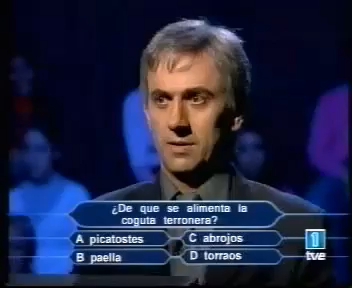 ¿De que se alimenta la
coguta terronera?
A picatostes
C abrojos
B paella
D torraos
1
tve